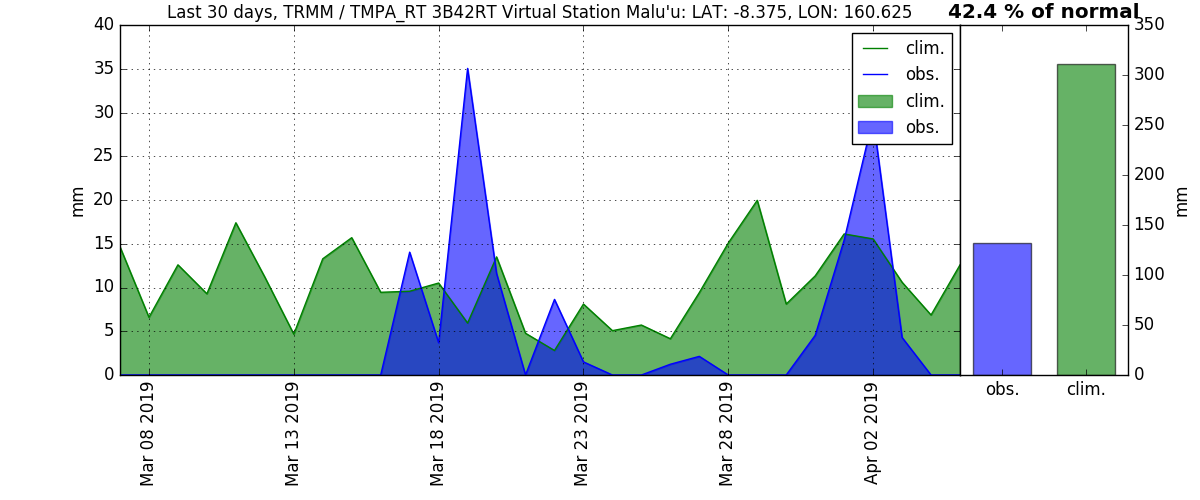 Last 30 days, TRMM / TMPA_RT 3B42RT Virtual Station Malu'u: LAT: -8.375, LON: 160.625
42.4 % of normal
mm
40
35
30
25
20
15
10
5
0
clim.
obs.
clim.
obs.
Mar 08 2019
Mar 13 2019
Mar 18 2019
Mar 23 2019
Mar 28 2019
Apr 02 2019
350
300
250
200
150
100
50
0
mm
obs.
clim.